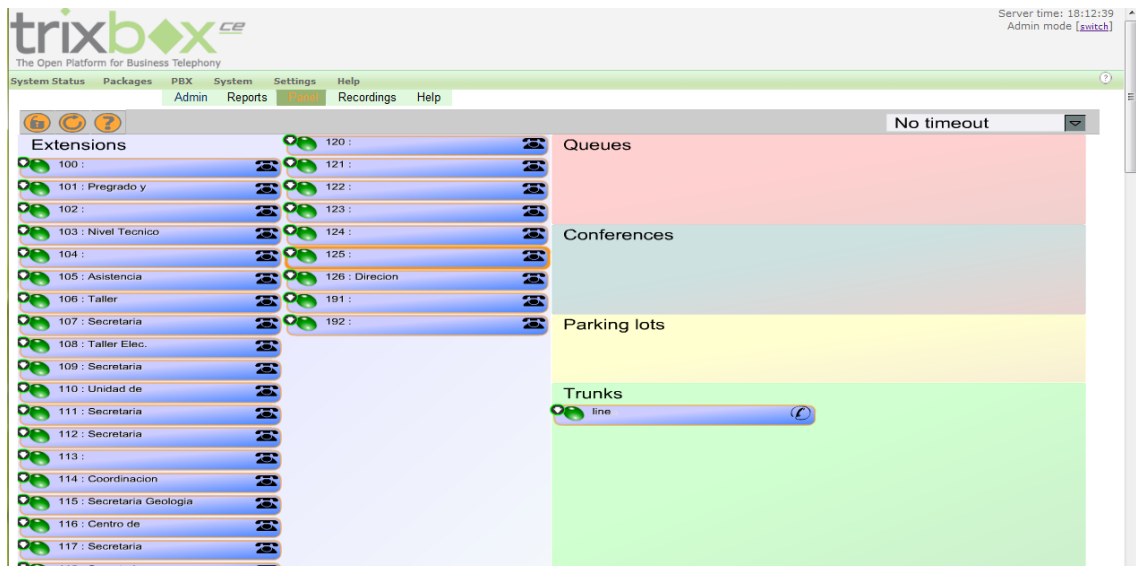 Server time: 18:12:39
Admin mode [switch]
trixbox CE
The Open Platform for Business Telephony
System Status Packages PBX System Settings Help
Admin Reports Panel Recordings Help
No timeout
Extensions
100 :
101 : Pregrado y
102 :
103 : Nivel Tecnico
104 :
105 : Asistencia
106 : Taller
107 : Secretaria
108 : Taller Elec.
109 : Secretaria
110 : Unidad de
111 : Secretaria
112 : Secretaria
113 :
114 : Coordinacion
115 : Secretaria Geologia
116 : Centro de
117 : Secretaria
120 :
121 :
122 :
123 :
124 :
125 :
126 : Direcion
191 :
192 :
Queues
Conferences
Parking lots
Trunks
line